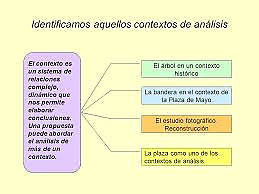 Identificamos aquellos contextos de análisis
El contexto es
un sistema de
relaciones
complejo,
dinámico que
nos permite
elaborar
conclusiones.
Una propuesta
puede abordar
el análisis de
más de un
contexto.
El árbol en un contexto
histórico
La bandera en el contexto de
la Plaza de Mayo.
El estudio fotográfico.
Reconstrucción
La plaza como uno de los
contextos de análisis.